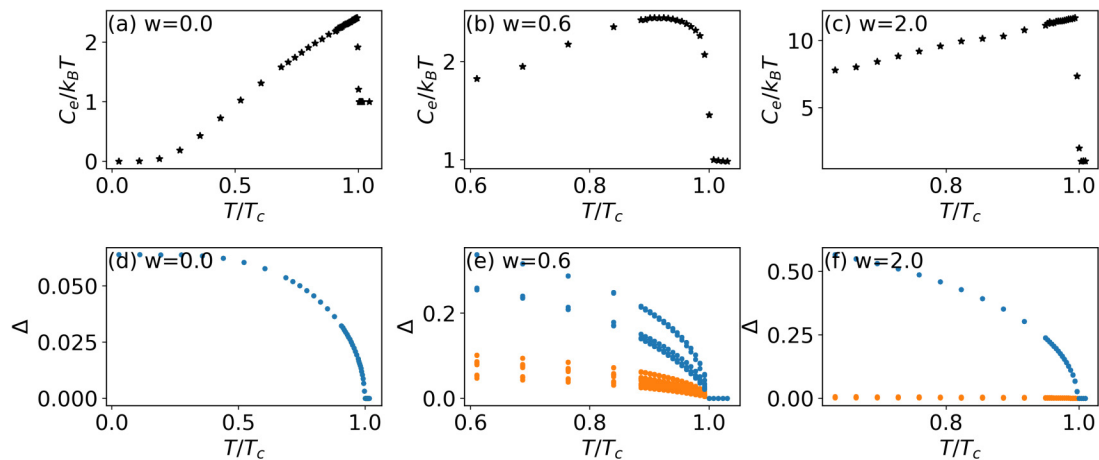 (a) w=0.0
(b) w=0.6
(c) w=2.0
C_e/k_BT
2
1
0
0.0
0.5
1.0
T/T_c
C_e/k_BT
2
1
0.6
0.8
1.0
T/T_c
C_e/k_BT
10
5
0.8
1.0
T/T_c
(d) w=0.0
(e) w=0.6
(f) w=2.0
Δ
0.050
0.025
0.000
0.0
0.5
1.0
T/T_c
Δ
0.2
0.0
0.6
0.8
1.0
T/T_c
Δ
0.50
0.25
0.00
0.8
1.0
T/T_c